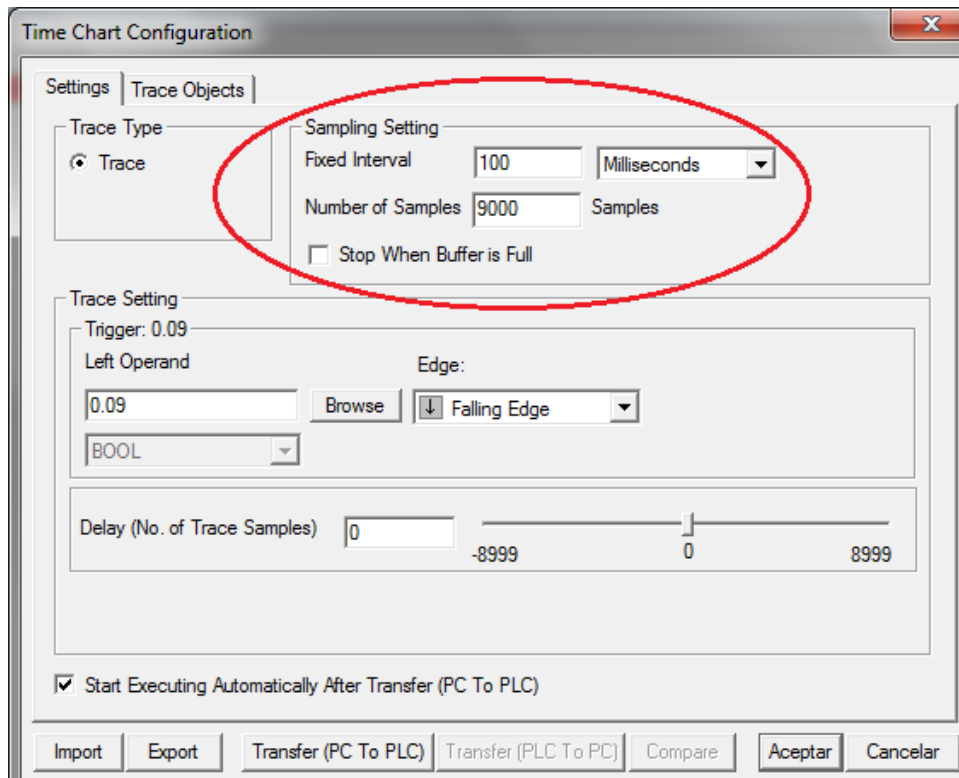 Time Chart Configuration
Settings
Trace Objects
Trace Type
Trace
Sampling Setting
Fixed Interval
100
Milliseconds
Number of Samples
9000
Samples
Stop When Buffer is Full
Trace Setting
Trigger: 0.09
Left Operand
Edge:
0.09
Browse
Falling Edge
BOOL
Delay (No. of Trace Samples)
0
-8999
0
8999
Start Executing Automatically After Transfer (PC To PLC)
Import
Export
Transfer (PC To PLC)
Transfer (PLC To PC)
Compare
Aceptar
Cancelar